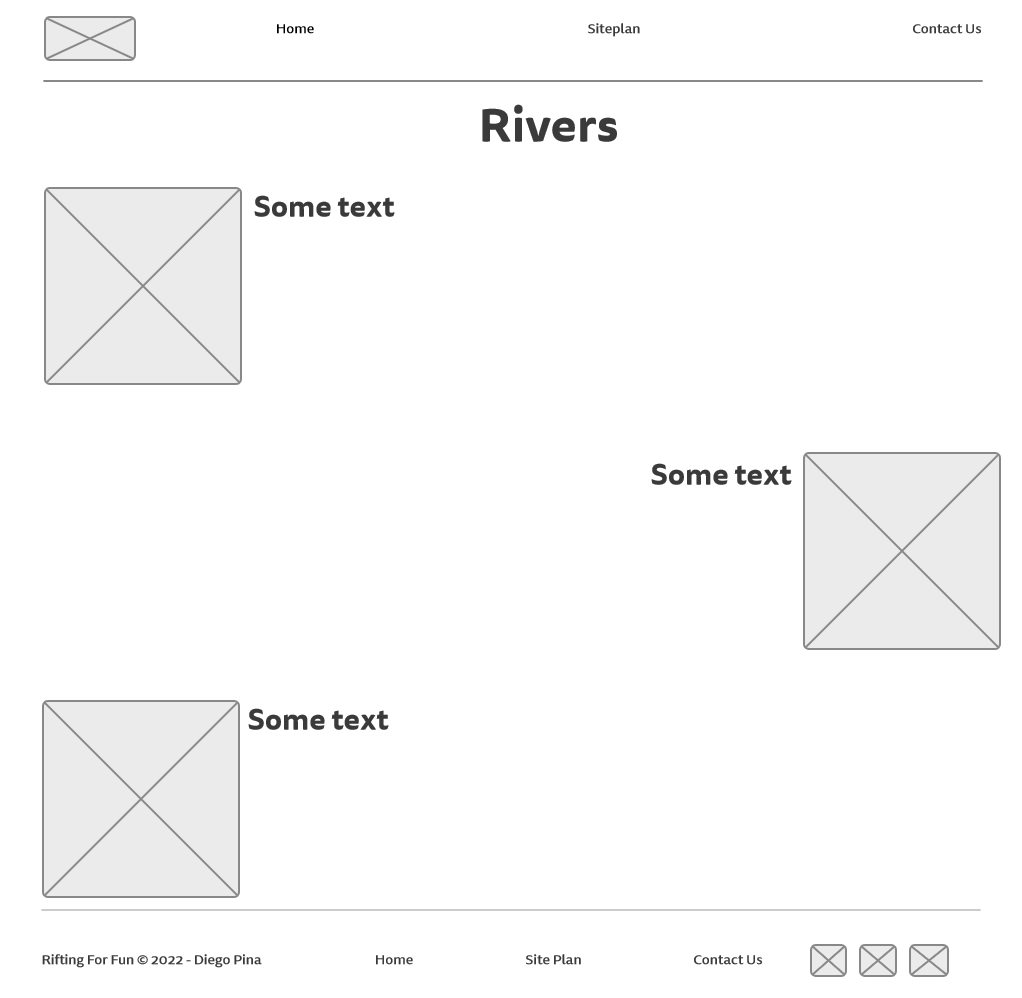 Home Siteplan Contact Us
Rivers
Some text
Some text
Some text
Rifting For Fun © 2022 - Diego Pina Home Site Plan Contact Us